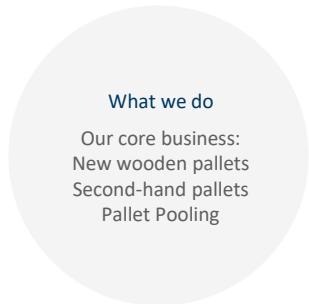 What we do
Our core business:
New wooden pallets
Second-hand pallets
Pallet Pooling